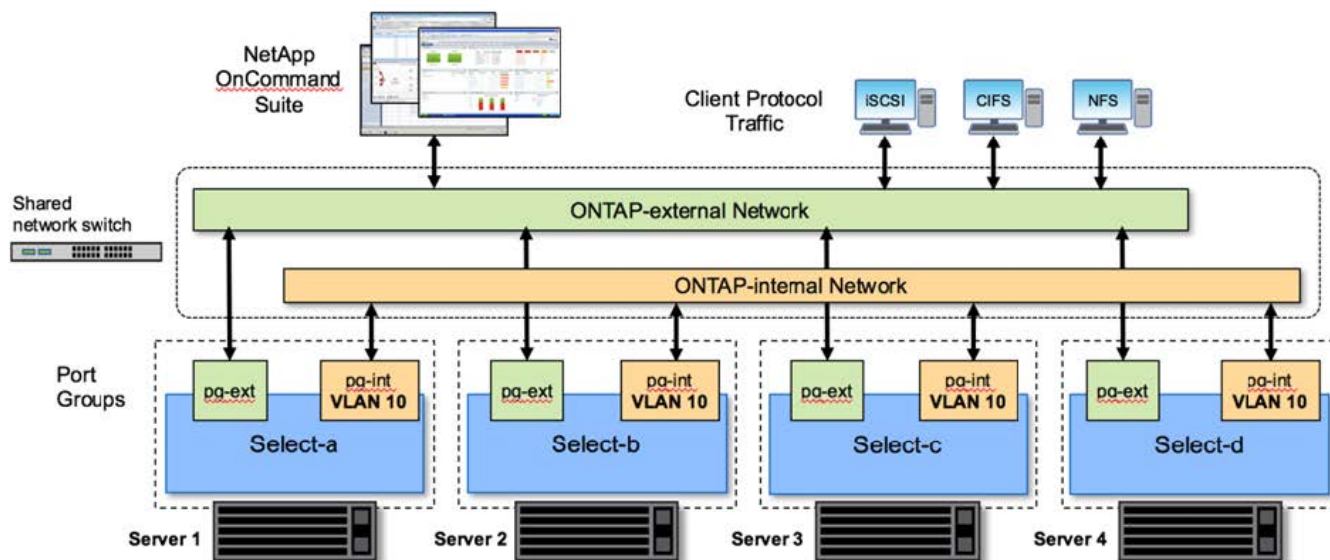 NetApp
OnCommand
Suite
Client Protocol
Traffic
iSCSI
CIFS
NFS
Shared
network switch
ONTAP-external Network
ONTAP-internal Network
Port
Groups
pg-ext
pg-int
VLAN 10
Select-a
pg-ext
pg-int
VLAN 10
Select-b
pg-ext
pg-int
VLAN 10
Select-c
pg-ext
pg-int
VLAN 10
Select-d
Server 1
Server 2
Server 3
Server 4